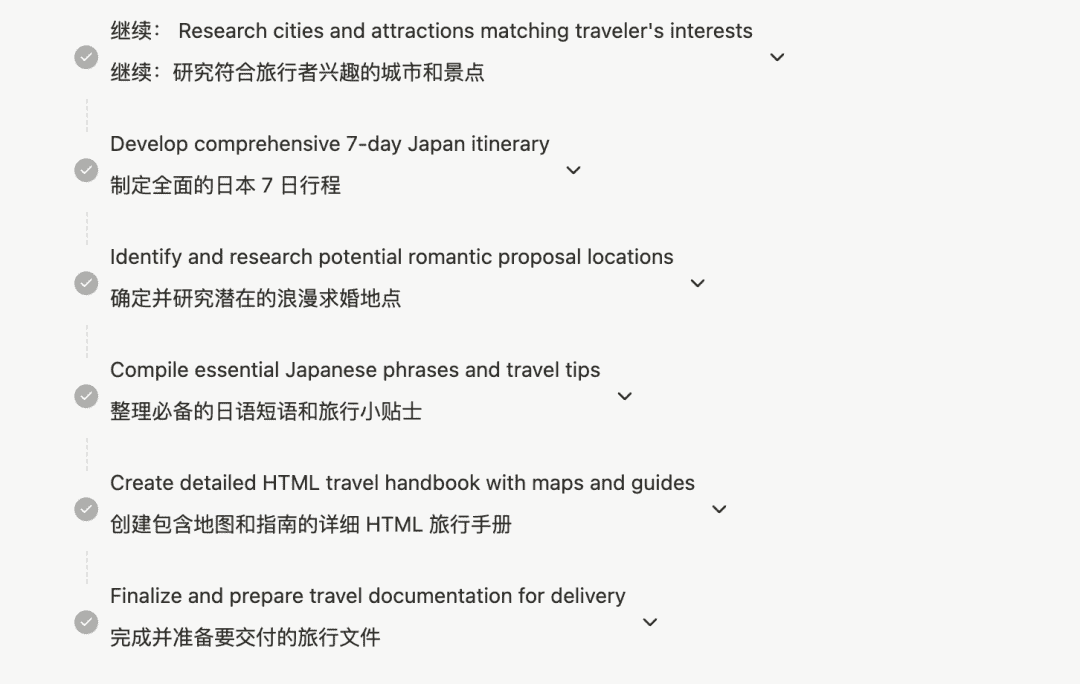 继续： Research cities and attractions matching traveler's interests
继续：研究符合旅行者兴趣的城市和景点
Develop comprehensive 7-day Japan itinerary
制定全面的日本 7 日行程
Identify and research potential romantic proposal locations
确定并研究潜在的浪漫求婚地点
Compile essential Japanese phrases and travel tips
整理必备的日语短语和旅行小贴士
Create detailed HTML travel handbook with maps and guides
创建包含地图和指南的详细 HTML 旅行手册
Finalize and prepare travel documentation for delivery
完成并准备要交付的旅行文件